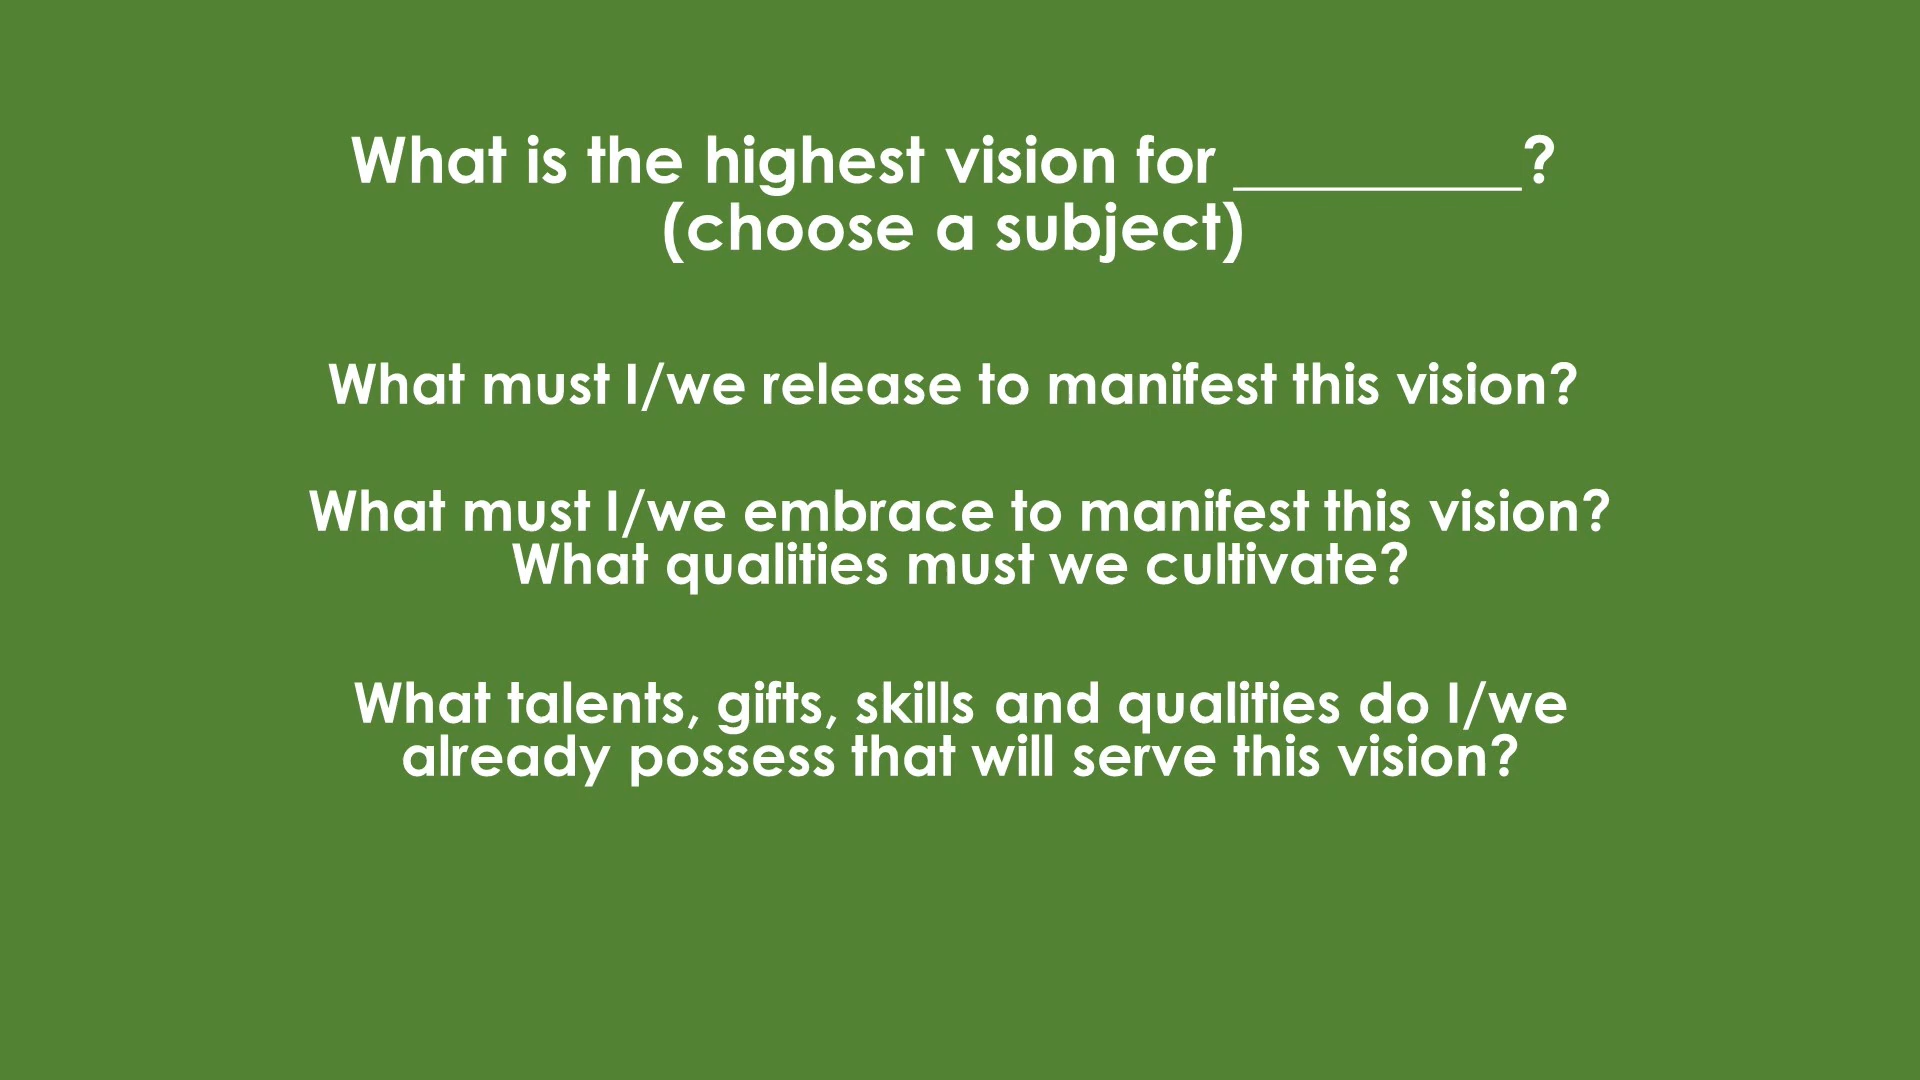 What is the highest vision for __________?
(choose a subject)
What must I/we release to manifest this vision?
What must I/we embrace to manifest this vision?
What qualities must we cultivate?
What talents, gifts, skills and qualities do I/we
already possess that will serve this vision?